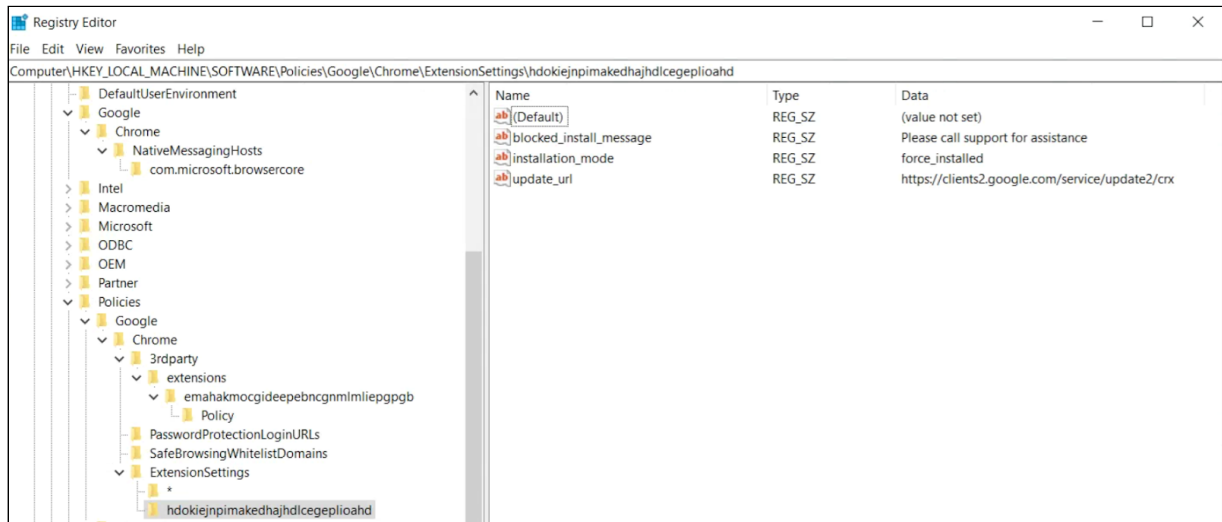 Registry Editor
File Edit View Favorites Help
Computer\HKEY_LOCAL_MACHINE\SOFTWARE\Policies\Google\Chrome\ExtensionSettings\hdokiejnpimakedhajhdlcegeplioahd
DefaultUserEnvironment
Google
Chrome
NativeMessagingHosts
com.microsoft.browsercore
Intel
Macromedia
Microsoft
ODBC
OEM
Partner
Policies
Google
Chrome
3rdparty
extensions
emahakmocgideepebncgnmlmliepgpgb
Policy
PasswordProtectionLoginURLs
SafeBrowsingWhitelistDomains
ExtensionSettings
*
hdokiejnpimakedhajhdlcegeplioahd
Name Type Data
(Default) REG_SZ (value not set)
blocked_install_message REG_SZ Please call support for assistance
installation_mode REG_SZ force_installed
update_url REG_SZ https://clients2.google.com/service/update2/crx